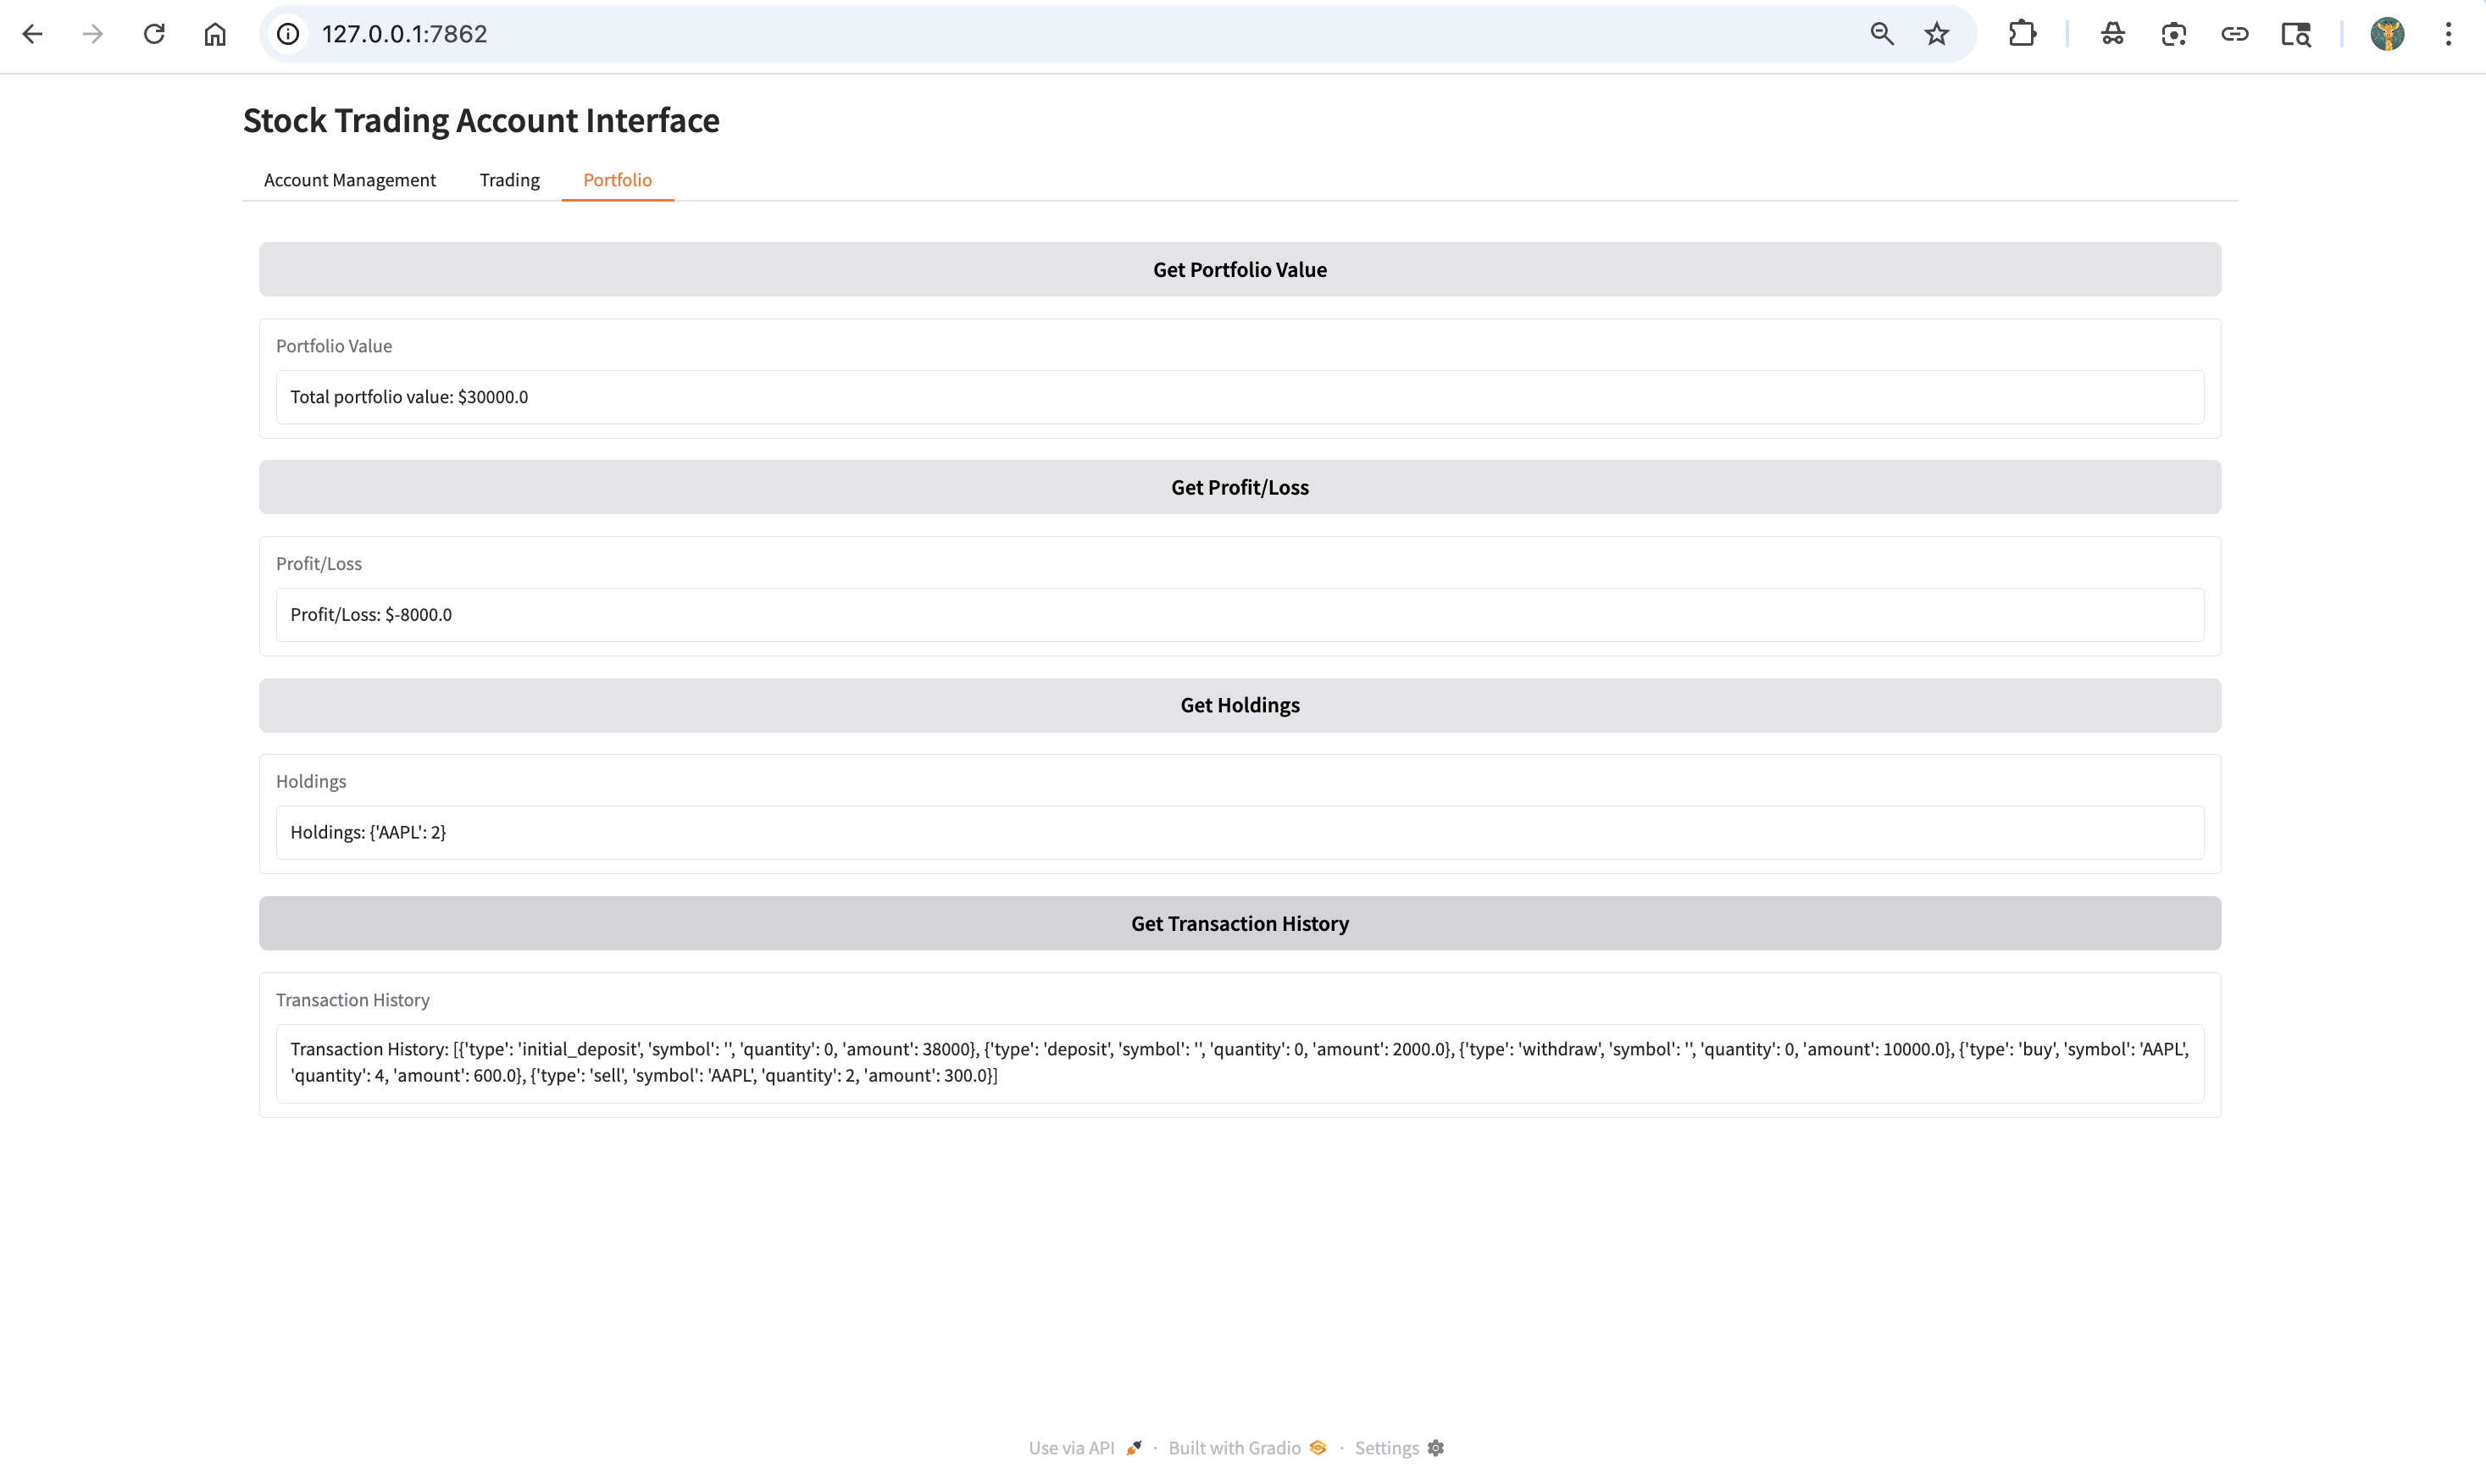 127.0.0.1:7862
Stock Trading Account Interface
Account Management Trading Portfolio
Get Portfolio Value
Portfolio Value
Total portfolio value: $30000.0
Get Profit/Loss
Profit/Loss
Profit/Loss: $-8000.0
Get Holdings
Holdings
Holdings: {'AAPL': 2}
Get Transaction History
Transaction History
Transaction History: [{'type': 'initial_deposit', 'symbol': '', 'quantity': 0, 'amount': 38000}, {'type': 'deposit', 'symbol': '', 'quantity': 0, 'amount': 2000.0}, {'type': 'withdraw', 'symbol': '', 'quantity': 0, 'amount': 10000.0}, {'type': 'buy', 'symbol': 'AAPL',
'quantity': 4, 'amount': 600.0}, {'type': 'sell', 'symbol': 'AAPL', 'quantity': 2, 'amount': 300.0}]
Use via API · Built with Gradio · Settings